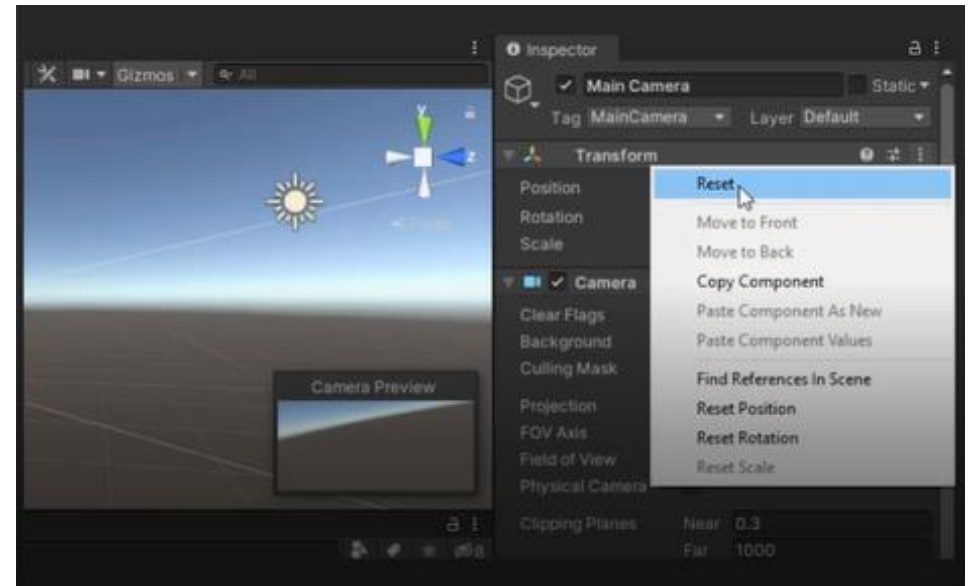 Gizmos All
y
z
Persp
Camera Preview
8
Inspector
Main Camera Static
Tag MainCamera Layer Default
Transform
Position
Rotation
Scale
Camera
Clear Flags
Background
Culling Mask
Projection
FOV Axis
Field of View
Physical Camera
Clipping Planes Near 0.3
Far 1000
Reset
Move to Front
Move to Back
Copy Component
Paste Component As New
Paste Component Values
Find References In Scene
Reset Position
Reset Rotation
Reset Scale